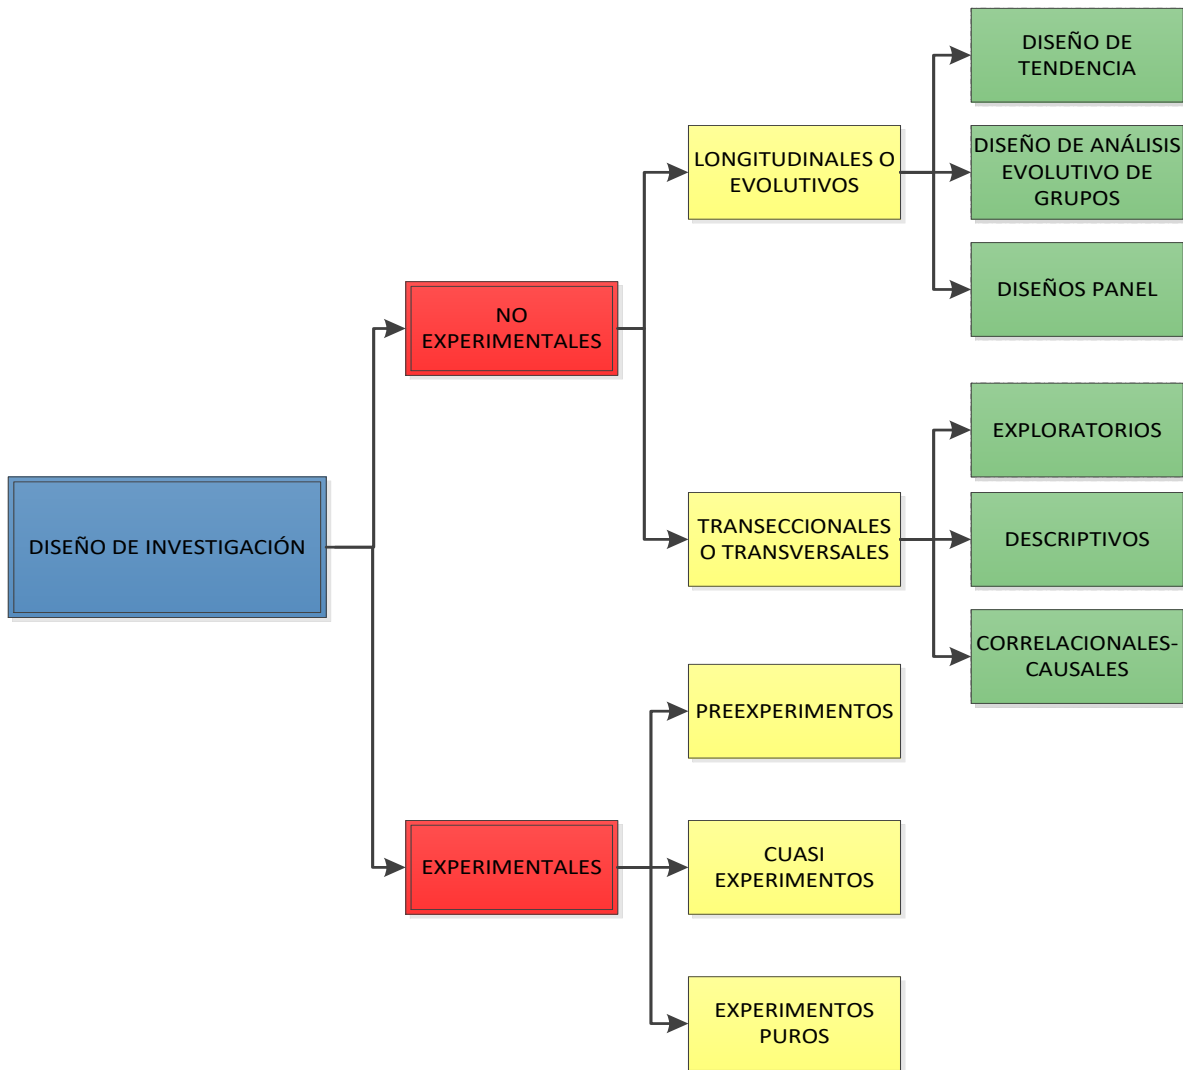 DISEÑO DE
TENDENCIA
LONGITUDINALES O
EVOLUTIVOS
DISEÑO DE ANÁLISIS
EVOLUTIVO DE
GRUPOS
DISEÑOS PANEL
NO
EXPERIMENTALES
EXPLORATORIOS
DISEÑO DE INVESTIGACIÓN
TRANSECCIONALES
O TRANSVERSALES
DESCRIPTIVOS
CORRELACIONALES-
CAUSALES
PREEXPERIMENTOS
EXPERIMENTALES
CUASI
EXPERIMENTOS
EXPERIMENTOS
PUROS